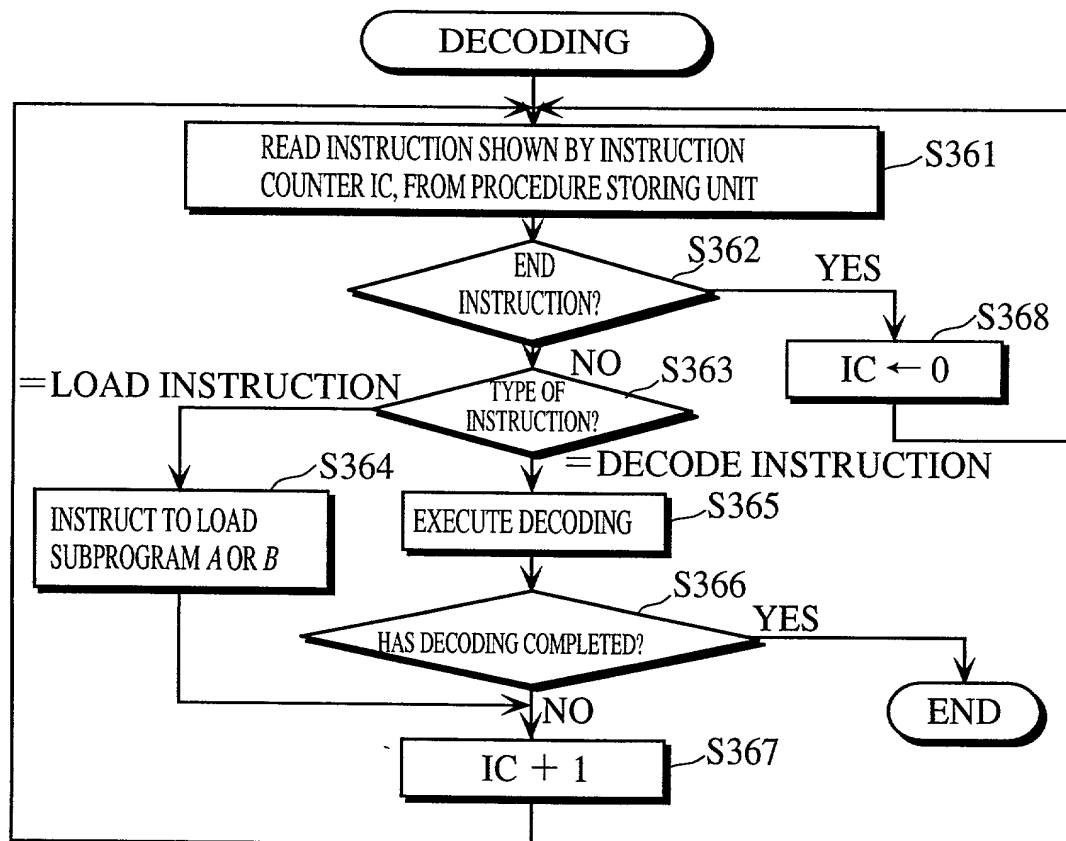 DECODING
READ INSTRUCTION SHOWN BY INSTRUCTION
COUNTER IC, FROM PROCEDURE STORING UNIT
S361
END
INSTRUCTION?
S362
YES
S368
IC ← 0
NO
S363
=LOAD INSTRUCTION
TYPE OF
INSTRUCTION?
=DECODE INSTRUCTION
S364
INSTRUCT TO LOAD
SUBPROGRAM A OR B
EXECUTE DECODING
S365
S366
HAS DECODING COMPLETED?
YES
END
NO
IC + 1
S367